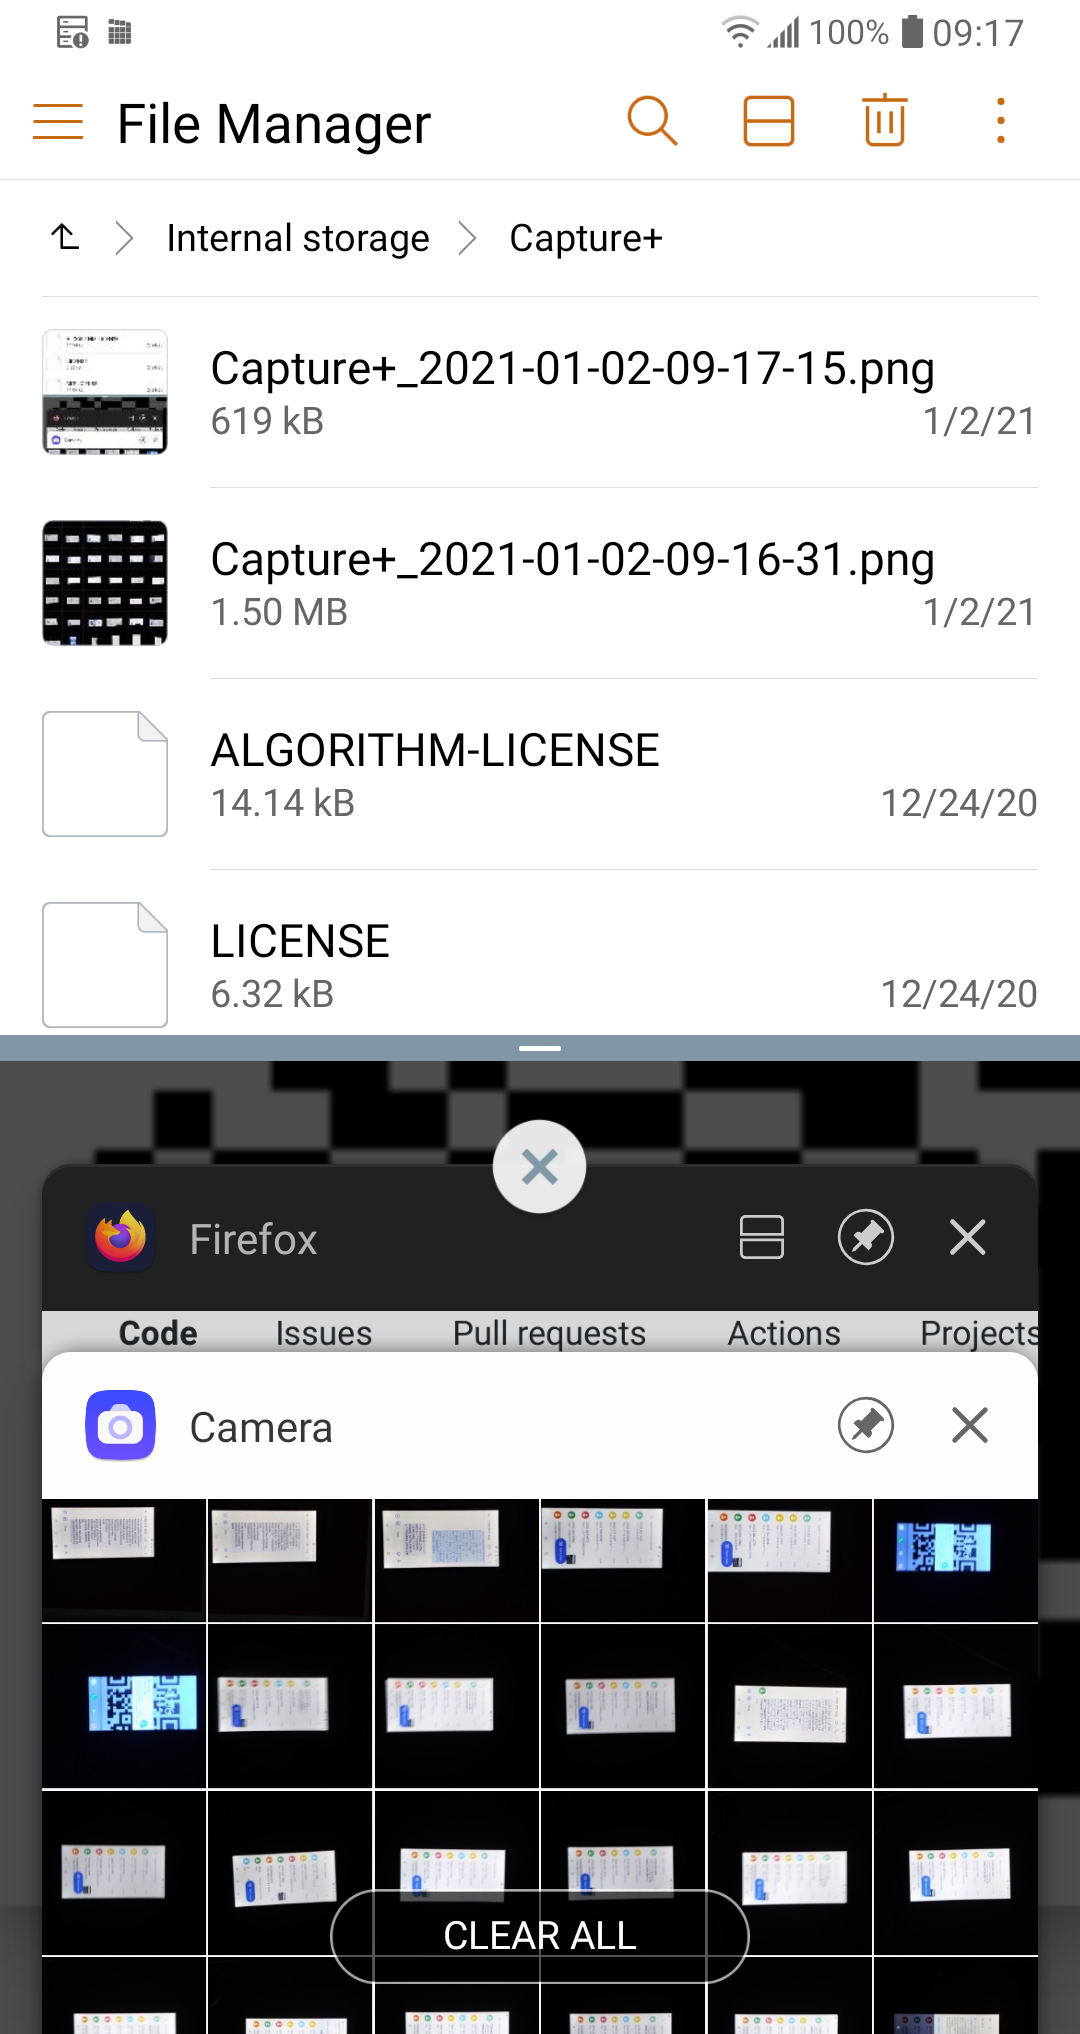 100% 09:17
File Manager
Internal storage Capture+
Capture+_2021-01-02-09-17-15.png
619 kB 1/2/21
Capture+_2021-01-02-09-16-31.png
1.50 MB 1/2/21
ALGORITHM-LICENSE
14.14 kB 12/24/20
LICENSE
6.32 kB 12/24/20
Firefox
Code Issues Pull requests Actions Projects
Camera
CLEAR ALL